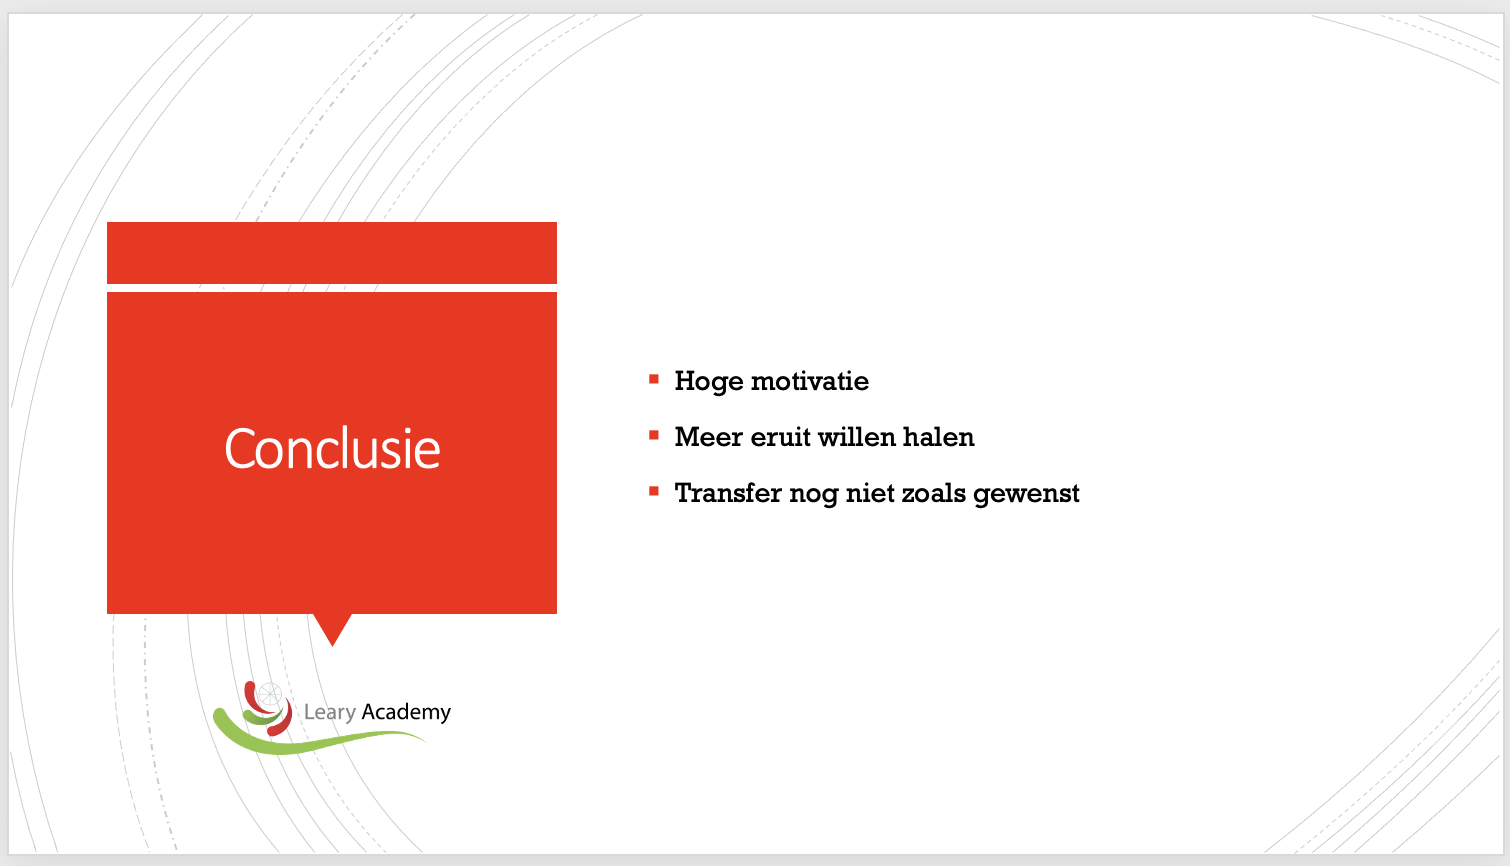 Conclusie
Hoge motivatie
Meer eruit willen halen
Transfer nog niet zoals gewenst
Leary Academy